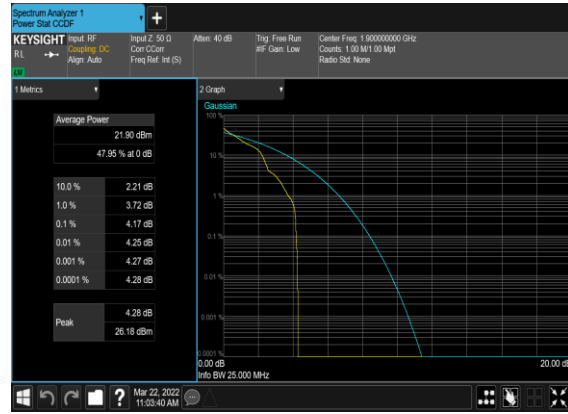 Spectrum Analyzer 1
Power Stat CCDF
KEYSIGHT
R L
LXI
Input: RF
Coupling: DC
Align: Auto
Input Z: 50 Ω
Corr CCorr
Freq Ref: Int (S)
Atten: 40 dB
Trig: Free Run
#IF Gain: Low
Center Freq: 1.900000000 GHz
Counts: 1.00 M/1.00 Mpt
Radio Std: None
1 Metrics
Average Power
21.90 dBm
47.95 % at 0 dB
10.0 % 2.21 dB
1.0 % 3.72 dB
0.1 % 4.17 dB
0.01 % 4.25 dB
0.001 % 4.27 dB
0.0001 % 4.28 dB
Peak
4.28 dB
26.18 dBm
2 Graph
Gaussian
100 %
10 %
1 %
0.1 %
0.01 %
0.001 %
0.0001 %
0.00 dB
20.00 dB
Info BW 25.000 MHz
?
Mar 22, 2022
11:03:40 AM